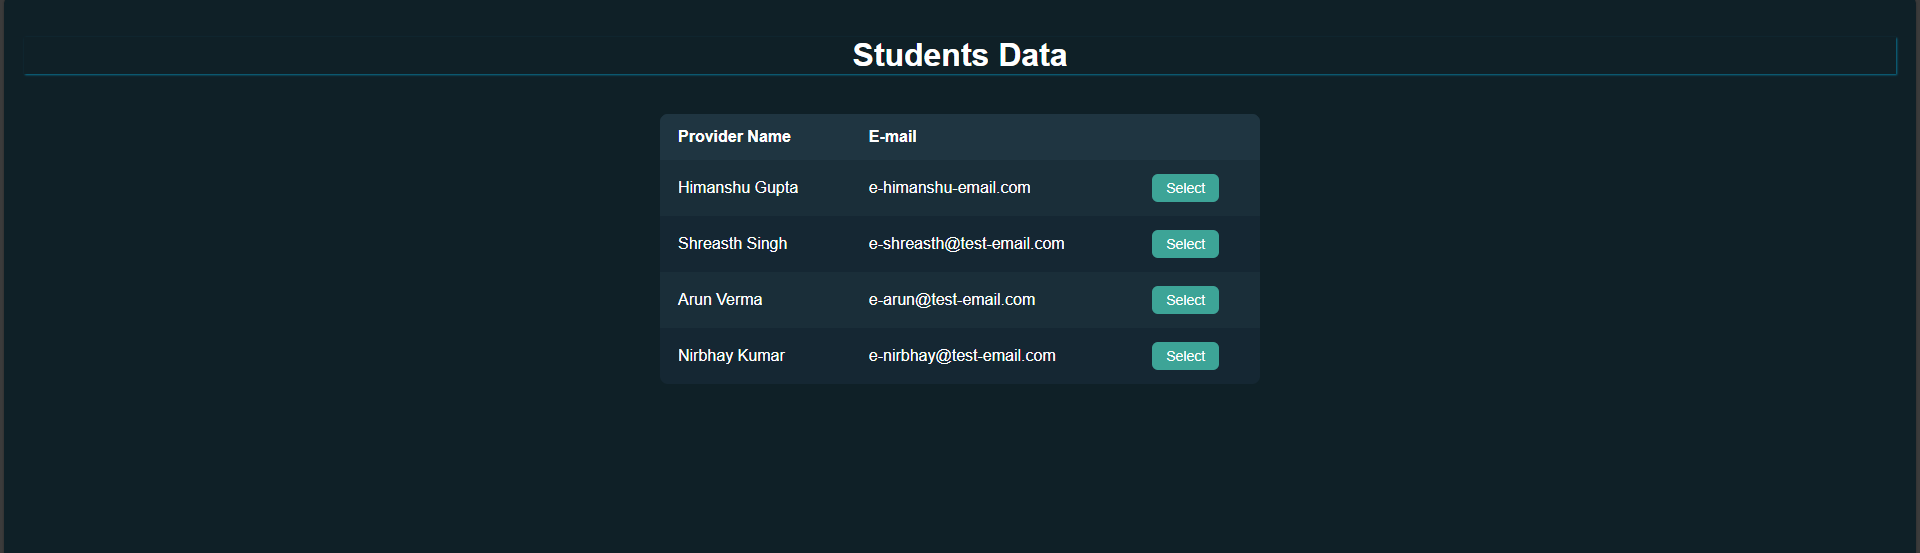 Students Data
Provider Name E-mail
Himanshu Gupta e-himanshu-email.com Select
Shreasth Singh e-shreasth@test-email.com Select
Arun Verma e-arun@test-email.com Select
Nirbhay Kumar e-nirbhay@test-email.com Select